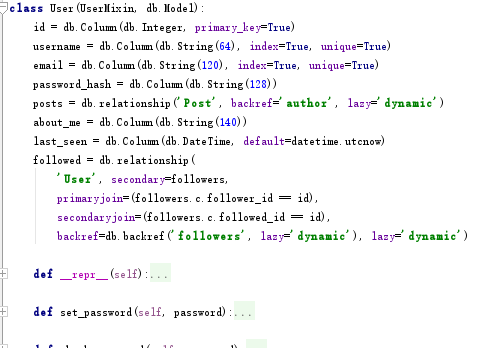 class User(UserMixin, db.Model):
id = db.Column(db.Integer, primary_key=True)
username = db.Column(db.String(64), index=True, unique=True)
email = db.Column(db.String(120), index=True, unique=True)
password_hash = db.Column(db.String(128))
posts = db.relationship('Post', backref='author', lazy='dynamic')
about_me = db.Column(db.String(140))
last_seen = db.Column(db.DateTime, default=datetime.utcnow)
followed = db.relationship(
'User', secondary=followers,
primaryjoin=(followers.c.follower_id == id),
secondaryjoin=(followers.c.followed_id == id),
backref=db.backref('followers', lazy='dynamic'), lazy='dynamic')
def __repr__(self):...
def set_password(self, password):...